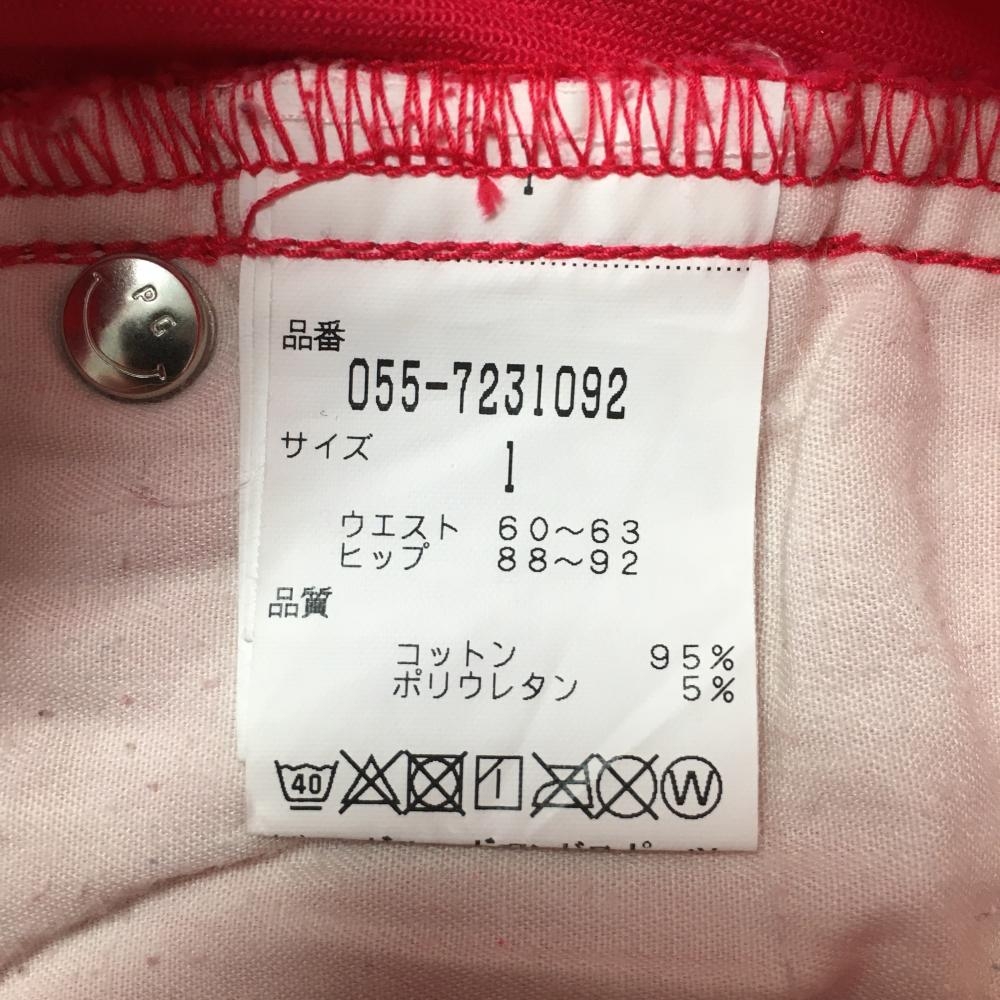 PGT
品番
055-7231092
サイズ
1
ウエスト 60～63
ヒップ 88～92
品質
コットン 95%
ポリウレタン 5%
40
W